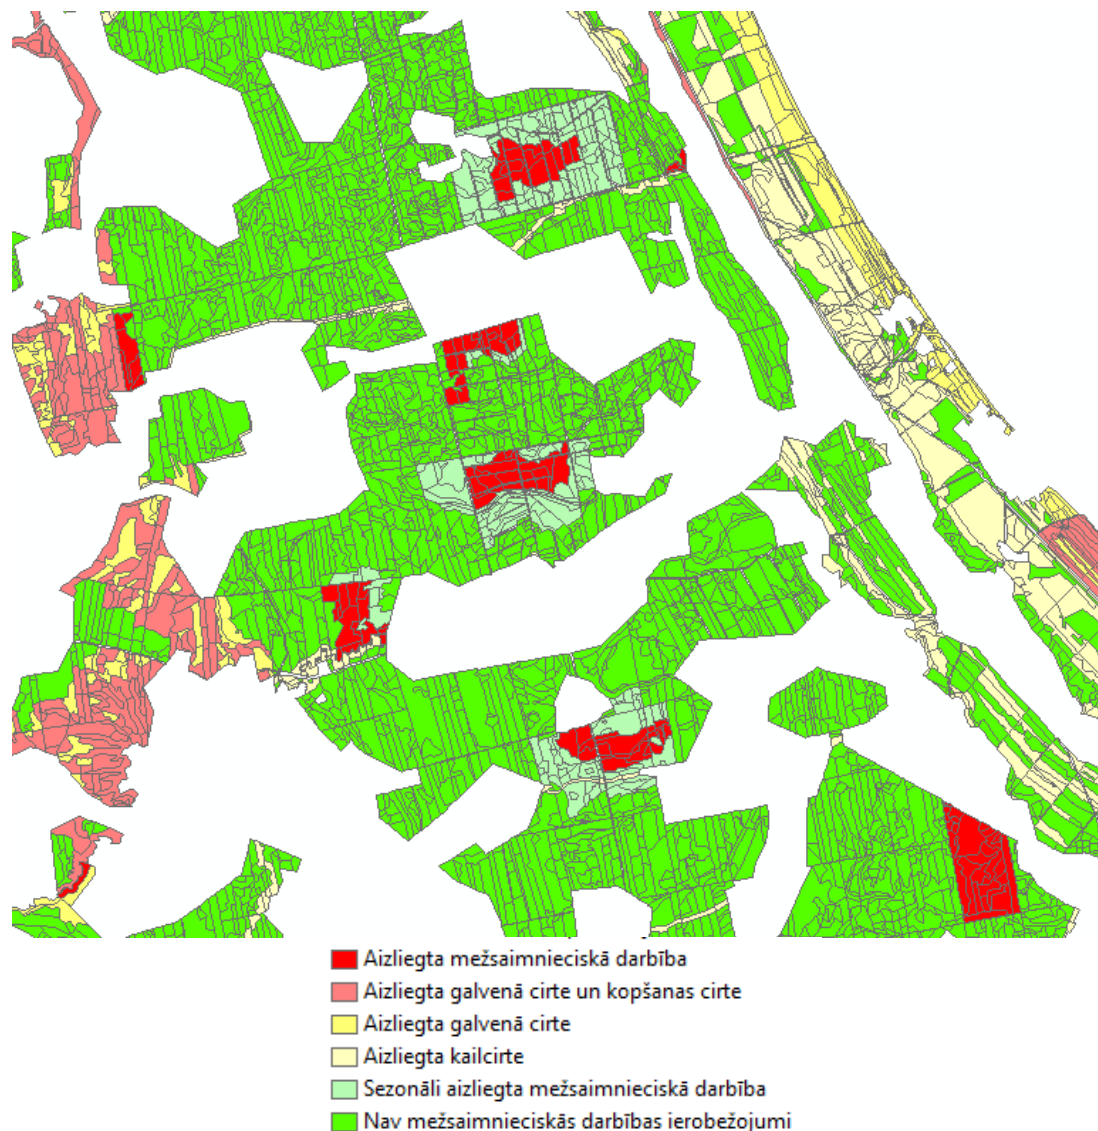 Aizliegta mežsaimnieciskā darbība
Aizliegta galvenā cirte un kopšanas cirte
Aizliegta galvenā cirte
Aizliegta kailcirte
Sezonāli aizliegta mežsaimnieciskā darbība
Nav mežsaimnieciskās darbības ierobežojumi